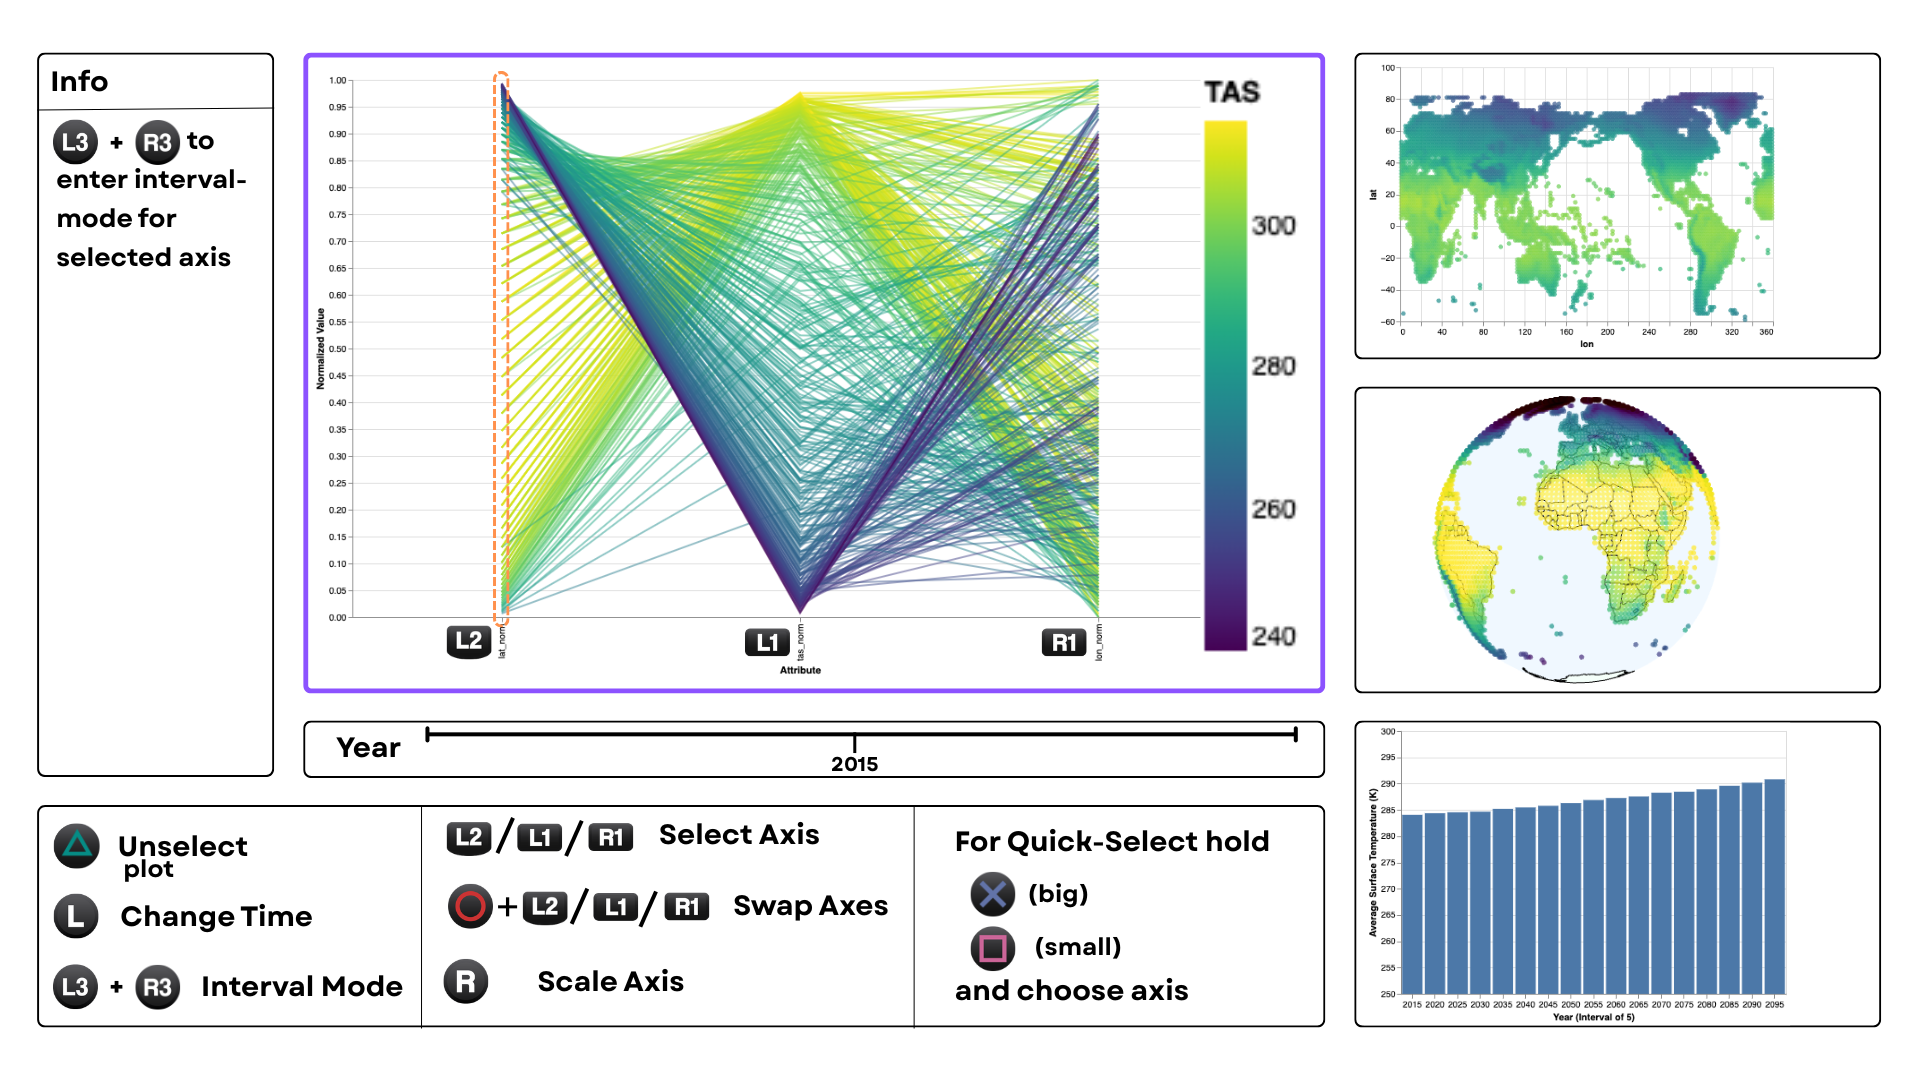 Info
L3 + R3 to
enter interval-
mode for
selected axis
1.00
0.95
0.90
0.85
0.80
0.75
0.70
0.65
0.60
0.55
0.50
0.45
0.40
0.35
0.30
0.25
0.20
0.15
0.10
0.05
0.00
Normalized Value
L2 lat_norm
L1 tas_norm
R1 lon_norm
Attribute
TAS
300
280
260
240
100
80
60
40
20
0
−20
−40
−60
lat
0 40 80 120 160 200 240 280 320 360
lon
Year
2015
300
295
290
285
280
275
270
265
260
255
250
Average Surface Temperature (K)
2015 2020 2025 2030 2035 2040 2045 2050 2055 2060 2065 2070 2075 2080 2085 2090 2095
Year (Interval of 5)
Unselect
plot
L Change Time
L3 + R3 Interval Mode
L2 / L1 / R1 Select Axis
+ L2 / L1 / R1 Swap Axes
R Scale Axis
For Quick-Select hold
(big)
(small)
and choose axis